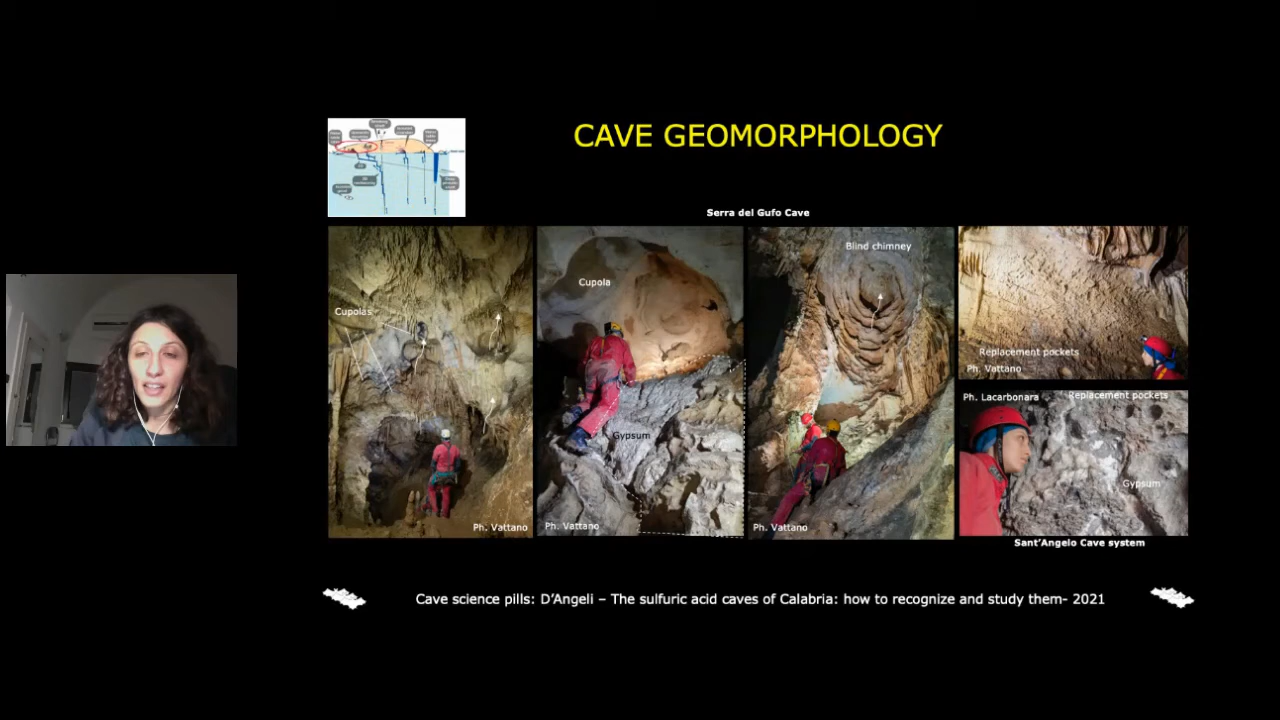 CAVE GEOMORPHOLOGY
Serra del Gufo Cave
Cupolas
Ph. Vattano
Cupola
Gypsum
Ph. Vattano
Blind chimney
Ph. Vattano
Replacement pockets
Ph. Vattano
Ph. Lacarbonara
Replacement pockets
Gypsum
Sant’Angelo Cave system
Cave science pills: D’Angeli – The sulfuric acid caves of Calabria: how to recognize and study them- 2021